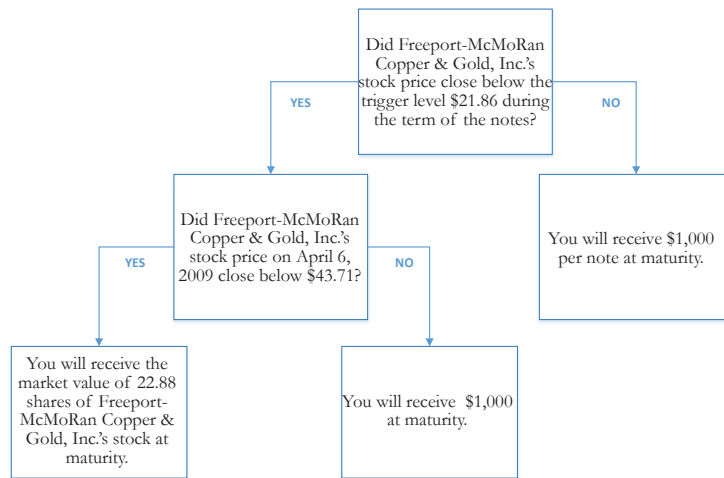 Did Freeport-McMoRan
Copper & Gold, Inc.'s
stock price close below the
trigger level $21.86 during
the term of the notes?
YES
NO
Did Freeport-McMoRan
Copper & Gold, Inc.'s
stock price on April 6,
2009 close below $43.71?
You will receive $1,000
per note at maturity.
YES
NO
You will receive the
market value of 22.88
shares of Freeport-
McMoRan Copper &
Gold, Inc.'s stock at
maturity.
You will receive $1,000
at maturity.